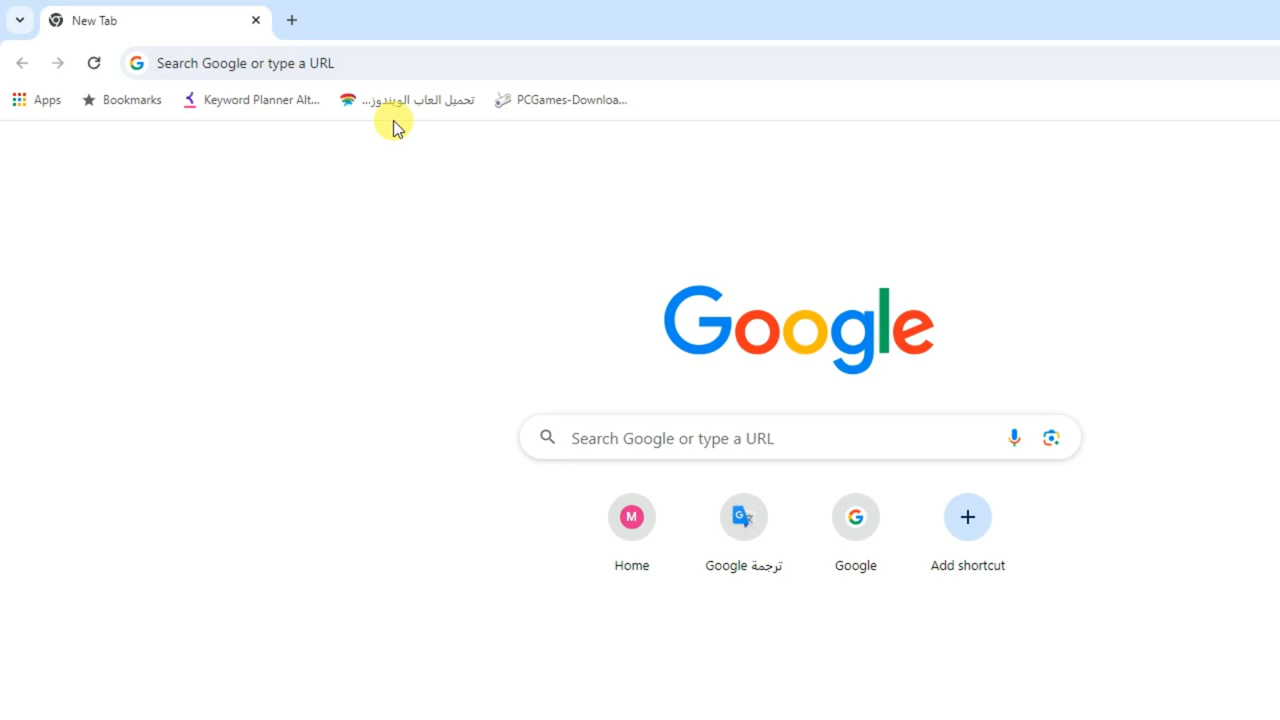 New Tab
Search Google or type a URL
Apps
Bookmarks
Keyword Planner Alt...
تحميل العاب الويندوز...
PCGames-Downloa...
Google
Search Google or type a URL
M
Home
ترجمة Google
Google
Add shortcut